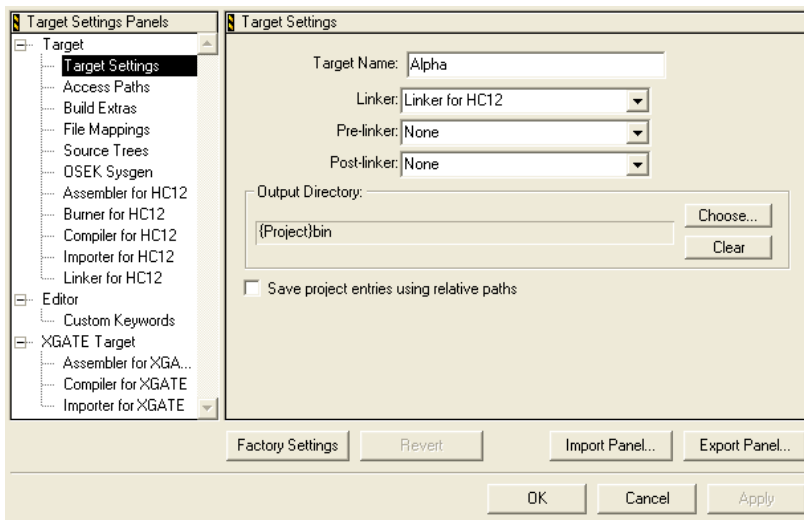 Target Settings Panels
Target
Target Settings
Access Paths
Build Extras
File Mappings
Source Trees
OSEK Sysgen
Assembler for HC12
Burner for HC12
Compiler for HC12
Importer for HC12
Linker for HC12
Editor
Custom Keywords
XGATE Target
Assembler for XGA...
Compiler for XGATE
Importer for XGATE
Target Settings
Target Name: Alpha
Linker: Linker for HC12
Pre-linker: None
Post-linker: None
Output Directory:
{Project}bin
Choose...
Clear
Save project entries using relative paths
Factory Settings Revert Import Panel... Export Panel...
OK Cancel Apply